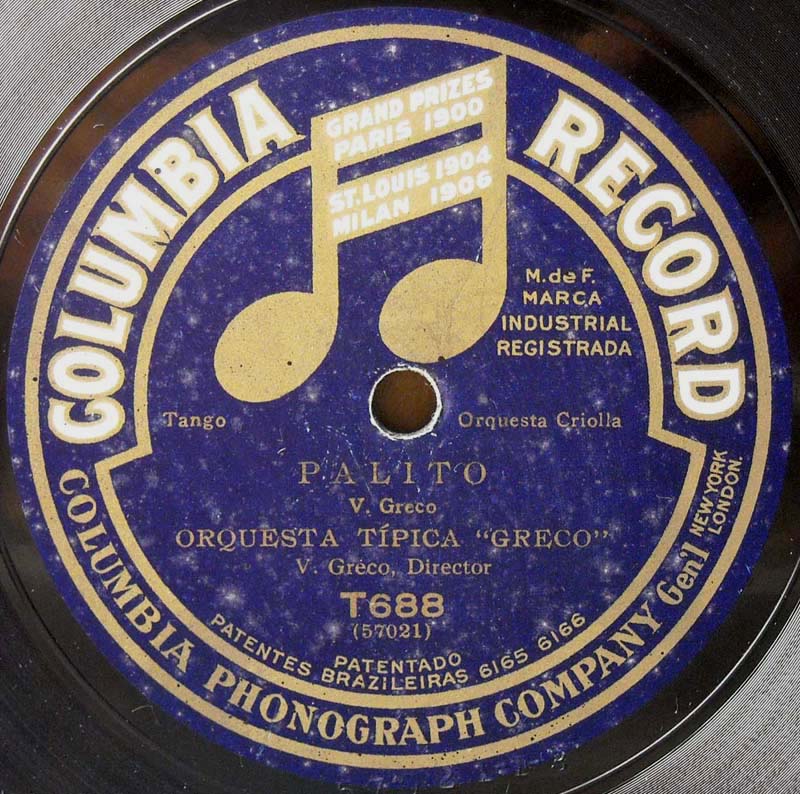 COLUMBIA RECORD
GRAND PRIZES
PARIS 1900
ST. LOUIS 1904
MILAN 1906
M. de F.
MARCA
INDUSTRIAL
REGISTRADA
Tango
Orquesta Criolla
PALITO
V. Greco
ORQUESTA TÍPICA "GRECO"
V. Greco, Director
T688
(57021)
PATENTADO
PATENTES BRAZILEIRAS 6165 6166
COLUMBIA PHONOGRAPH COMPANY Gen'l NEW YORK
LONDON.